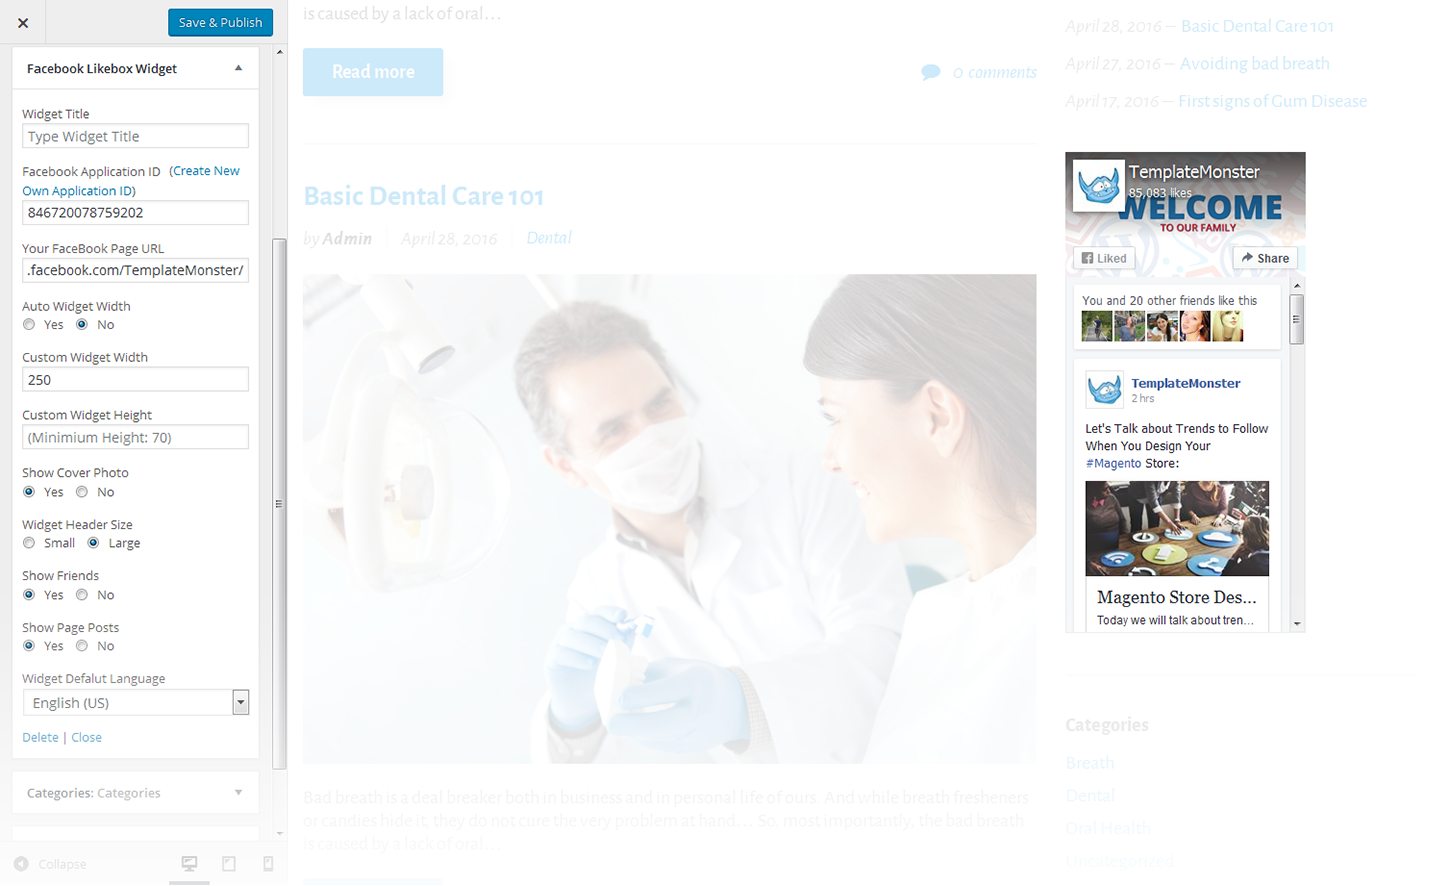 Save & Publish
Facebook Likebox Widget
Widget Title
Type Widget Title
Facebook Application ID (Create New
Own Application ID)
846720078759202
Your FaceBook Page URL
.facebook.com/TemplateMonster/
Auto Widget Width
Yes No
Custom Widget Width
250
Custom Widget Height
(Minimium Height: 70)
Show Cover Photo
Yes No
Widget Header Size
Small Large
Show Friends
Yes No
Show Page Posts
Yes No
Widget Defalut Language
English (US)
Delete | Close
Categories: Categories
Collapse
is caused by a lack of oral…
Read more
0 comments
Basic Dental Care 101
by Admin
April 28, 2016
Dental
Bad breath is a deal breaker both in business and in personal life of ours. And while breath fresheners
or candies hide it, they do not cure the very problem at hand… So, most importantly, the bad breath
is caused by a lack of oral…
April 28, 2016 – Basic Dental Care 101
April 27, 2016 – Avoiding bad breath
April 17, 2016 – First signs of Gum Disease
TemplateMonster
85,083 likes
WELCOME
TO OUR FAMILY
Liked
Share
You and 20 other friends like this
TemplateMonster
2 hrs
Let's Talk about Trends to Follow
When You Design Your
#Magento Store:
Magento Store Des...
Today we will talk about tren...
Categories
Breath
Dental
Oral Health
Uncategorized